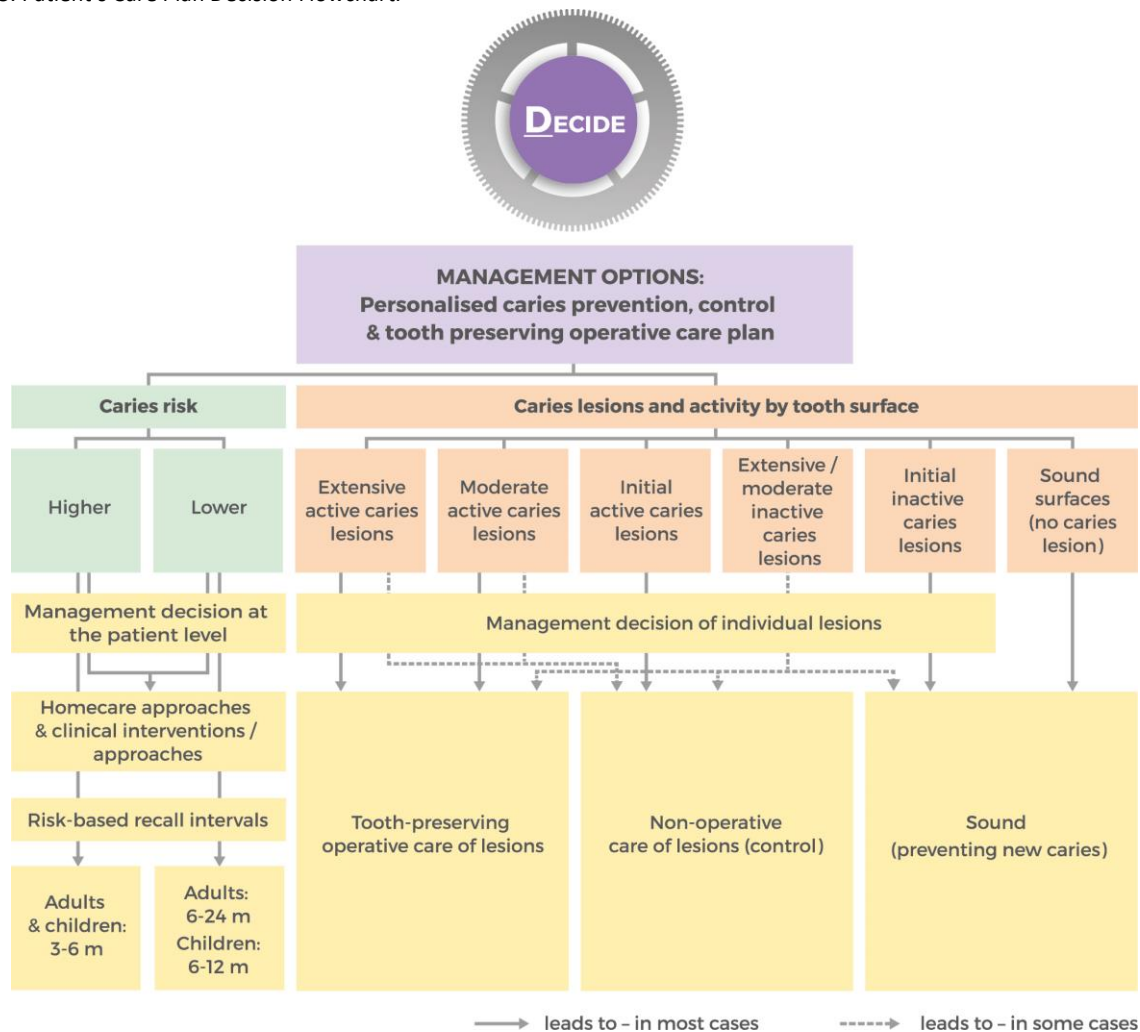 Patient's Care Plan Decision Flowchart.
DECIDE
MANAGEMENT OPTIONS:
Personalised caries prevention, control
& tooth preserving operative care plan
Caries risk
Caries lesions and activity by tooth surface
Higher
Lower
Extensive
active caries
lesions
Moderate
active caries
lesions
Initial
active caries
lesions
Extensive /
moderate
inactive
caries
lesions
Initial
inactive
caries
lesions
Sound
surfaces
(no caries
lesion)
Management decision at
the patient level
Management decision of individual lesions
Homecare approaches
& clinical interventions /
approaches
Risk-based recall intervals
Adults
& children:
3-6 m
Adults:
6-24 m
Children:
6-12 m
Tooth-preserving
operative care of lesions
Non-operative
care of lesions (control)
Sound
(preventing new caries)
leads to – in most cases
leads to – in some cases